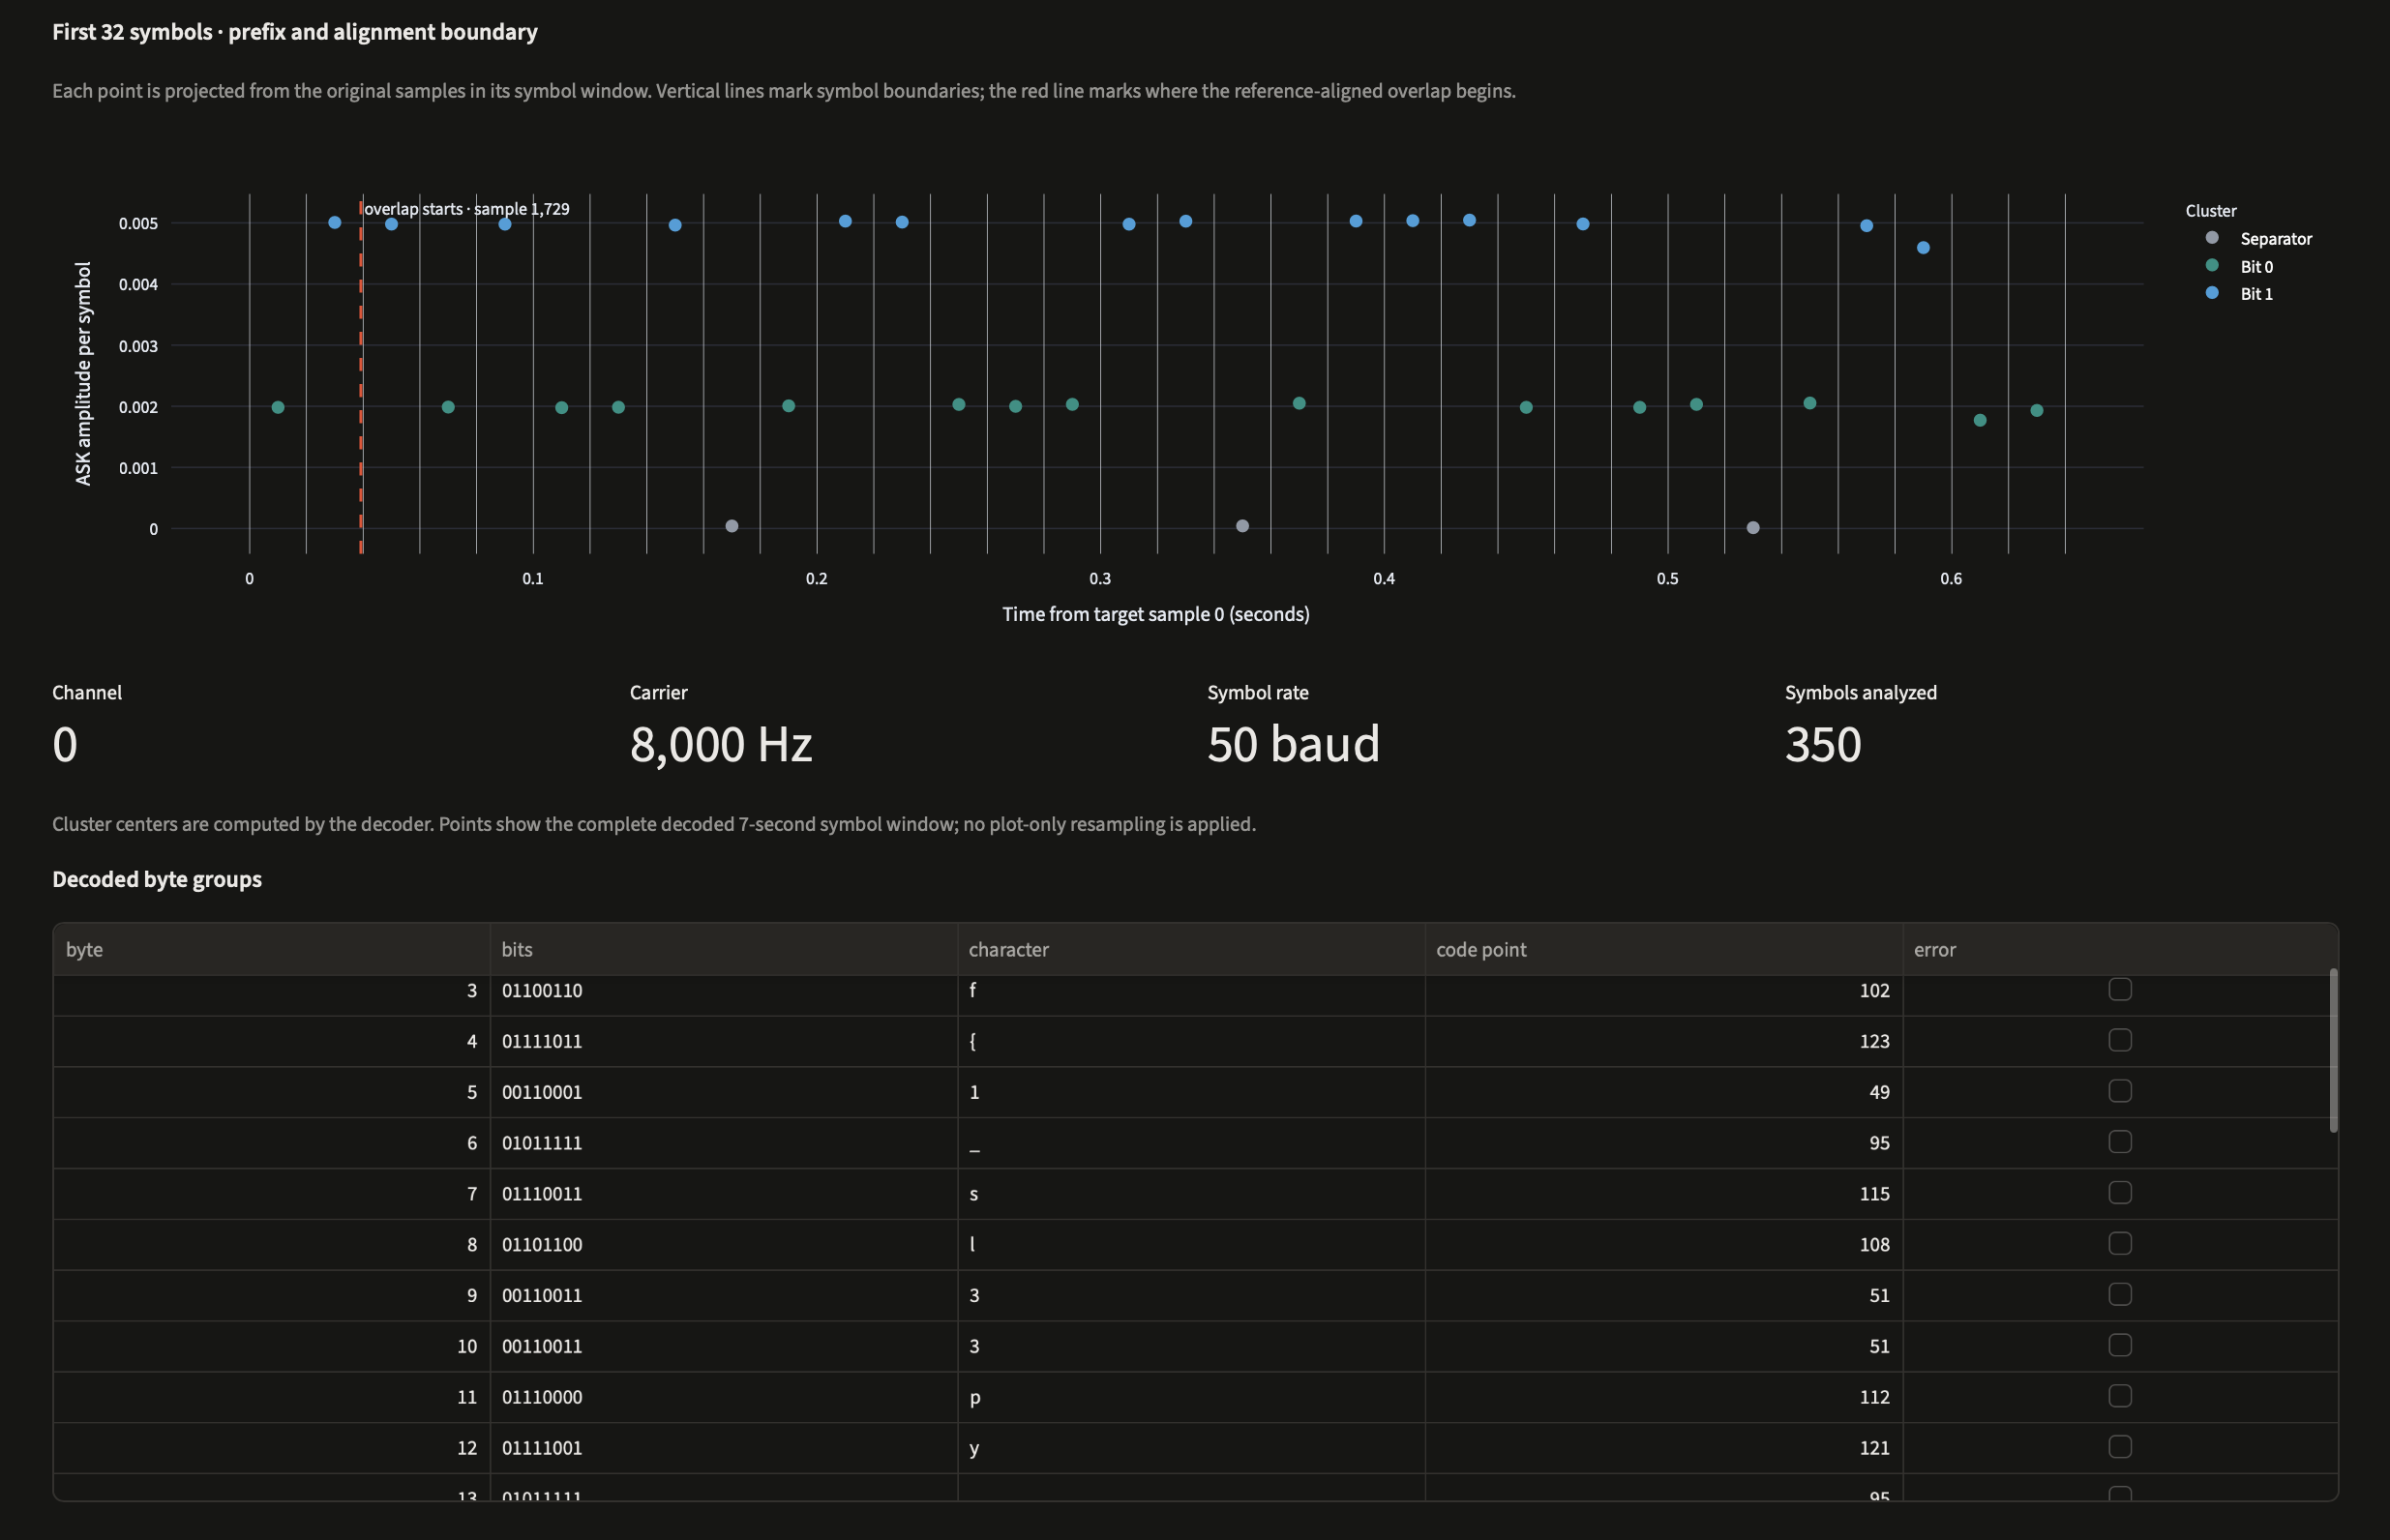 First 32 symbols · prefix and alignment boundary
Each point is projected from the original samples in its symbol window. Vertical lines mark symbol boundaries; the red line marks where the reference-aligned overlap begins.
overlap starts · sample 1,729
Cluster
Separator
Bit 0
Bit 1
ASK amplitude per symbol
0.005
0.004
0.003
0.002
0.001
0
0 0.1 0.2 0.3 0.4 0.5 0.6
Time from target sample 0 (seconds)
Channel Carrier Symbol rate Symbols analyzed
0 8,000 Hz 50 baud 350
Cluster centers are computed by the decoder. Points show the complete decoded 7-second symbol window; no plot-only resampling is applied.
Decoded byte groups
byte bits character code point error
3 01100110 f 102
4 01111011 { 123
5 00110001 1 49
6 01011111 _ 95
7 01110011 s 115
8 01101100 l 108
9 00110011 3 51
10 00110011 3 51
11 01110000 p 112
12 01111001 y 121
13 01011111 95